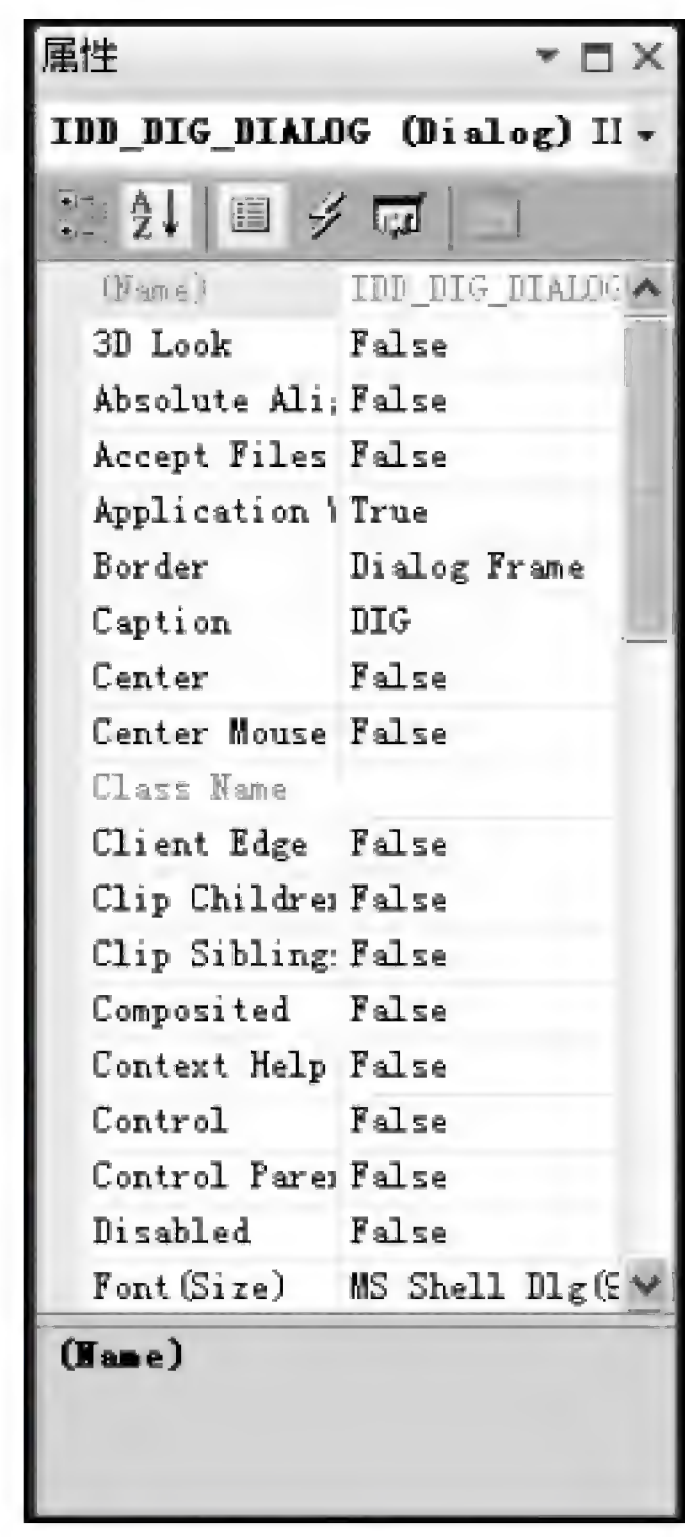 属性
IDD_DIG_DIALOG (Dialog) II
(Name) IDD_DIG_DIALOG
3D Look False
Absolute Ali False
Accept Files False
Application True
Border Dialog Frame
Caption DIG
Center False
Center Mouse False
Class Name
Client Edge False
Clip Childre False
Clip Sibling False
Composited False
Context Help False
Control False
Control Pare False
Disabled False
Font(Size) MS Shell Dlg(
(Name)